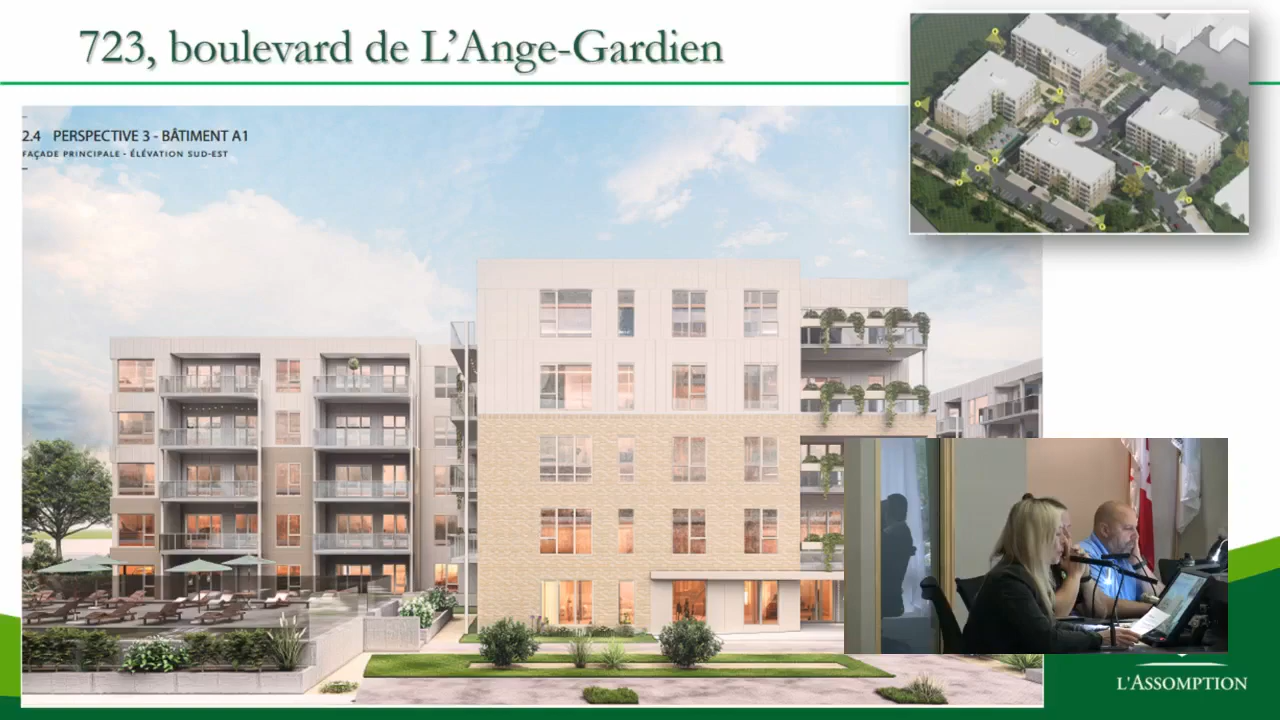 723, boulevard de L'Ange-Gardien
2.4 PERSPECTIVE 3 - BÂTIMENT A1
FAÇADE PRINCIPALE - ÉLÉVATION SUD-EST
L'ASSOMPTION